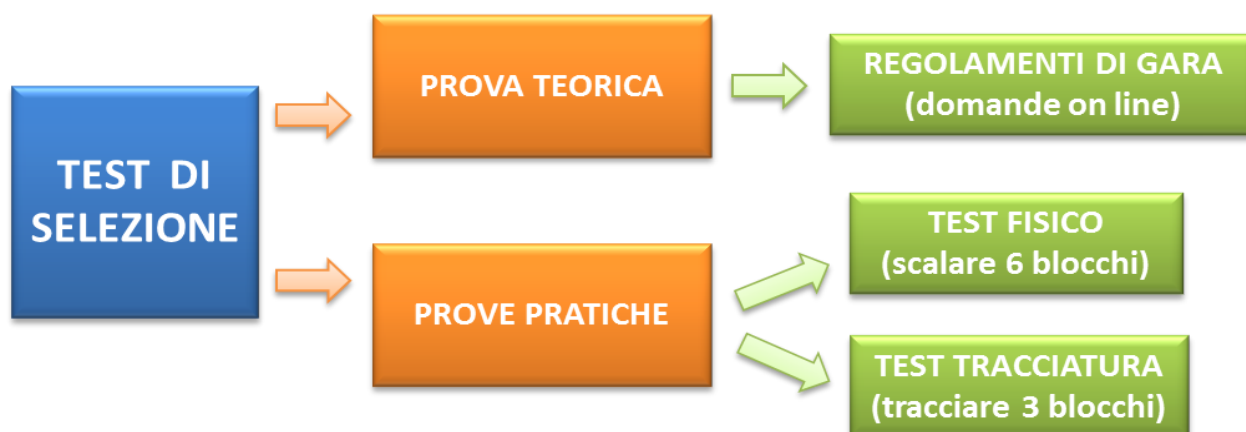 TEST DI
SELEZIONE
PROVA TEORICA
REGOLAMENTI DI GARA
(domande on line)
PROVE PRATICHE
TEST FISICO
(scalare 6 blocchi)
TEST TRACCIATURA
(tracciare 3 blocchi)